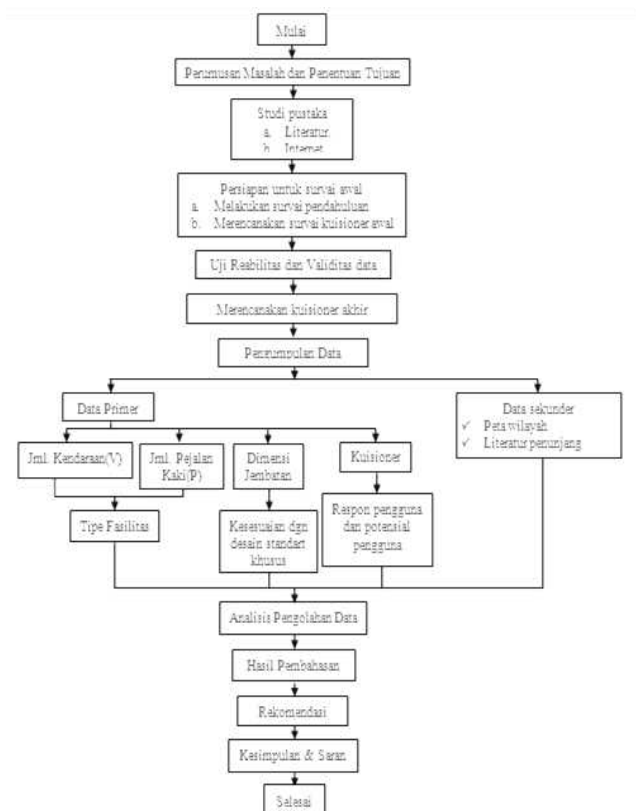 Mulai
Perumusan Masalah dan Penentuan Tujuan
Studi pustaka
a. Literatur
b. Internet
Persiapan untuk survai awal
a. Melakukan survai pendahuluan
b. Merencanakan survai kuisioner awal
Uji Reabilitas dan Validitas data
Merencanakan kuisioner akhir
Pengumpulan Data
Data Primer
Data sekunder
✓ Peta wilayah
✓ Literatur penunjang
Jml. Kendaraan(V)
Jml. Pejalan
Kaki(P)
Dimensi
Jembatan
Kuisioner
Tipe Fasilitas
Kesesuaian dgn
desain standart
khusus
Respon pengguna
dan potensial
pengguna
Analisis Pengolahan Data
Hasil Pembahasan
Rekomendasi
Kesimpulan & Saran
Selesai